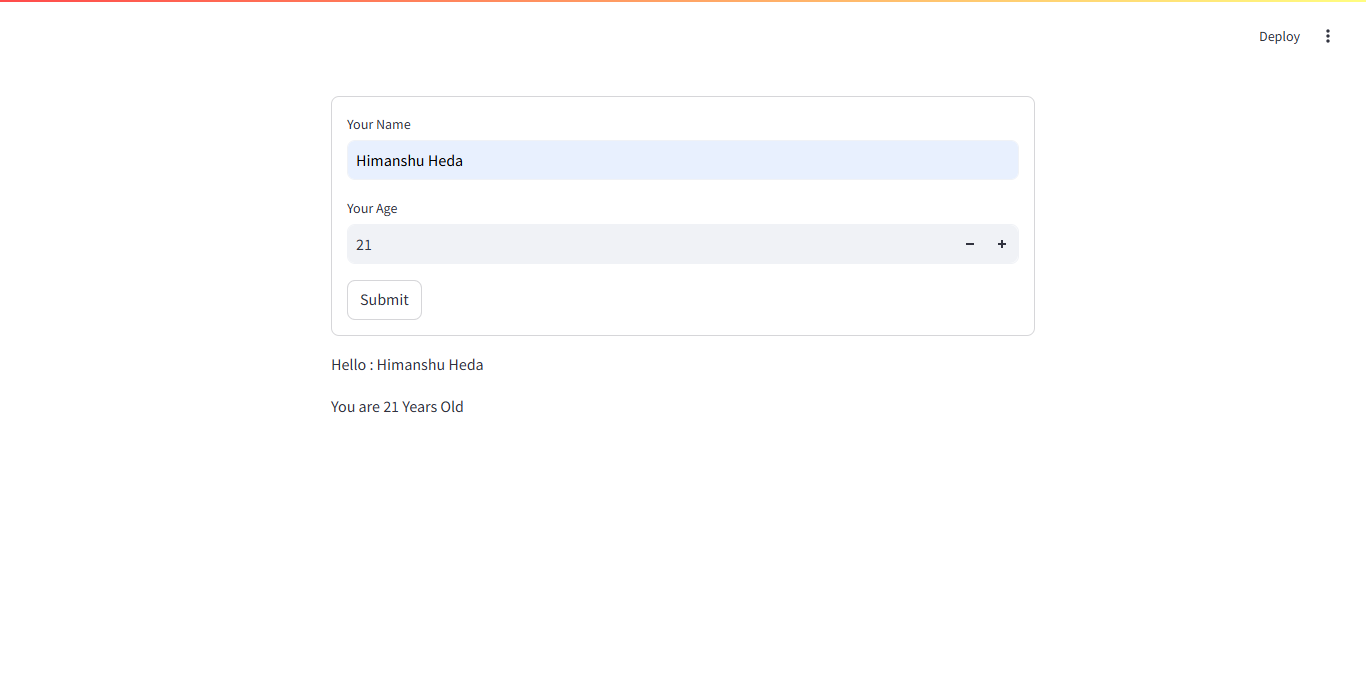 Deploy
Your Name
Himanshu Heda
Your Age
21
Submit
Hello : Himanshu Heda
You are 21 Years Old